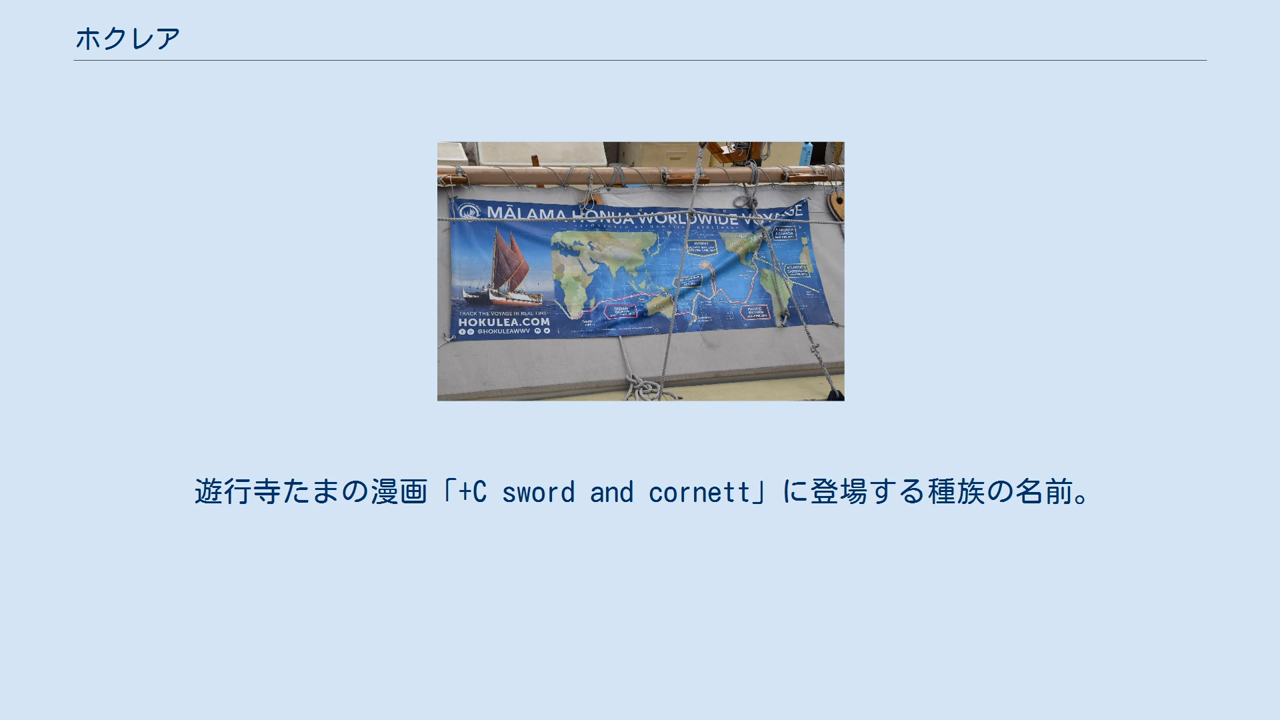 ホクレア
MĀLAMA HONUA WORLDWIDE VOYAGE
TRACK THE VOYAGE IN REAL TIME
HOKULEA.COM
@HOKULEAWWV
遊行寺たまの漫画「+C sword and cornett」に登場する種族の名前。